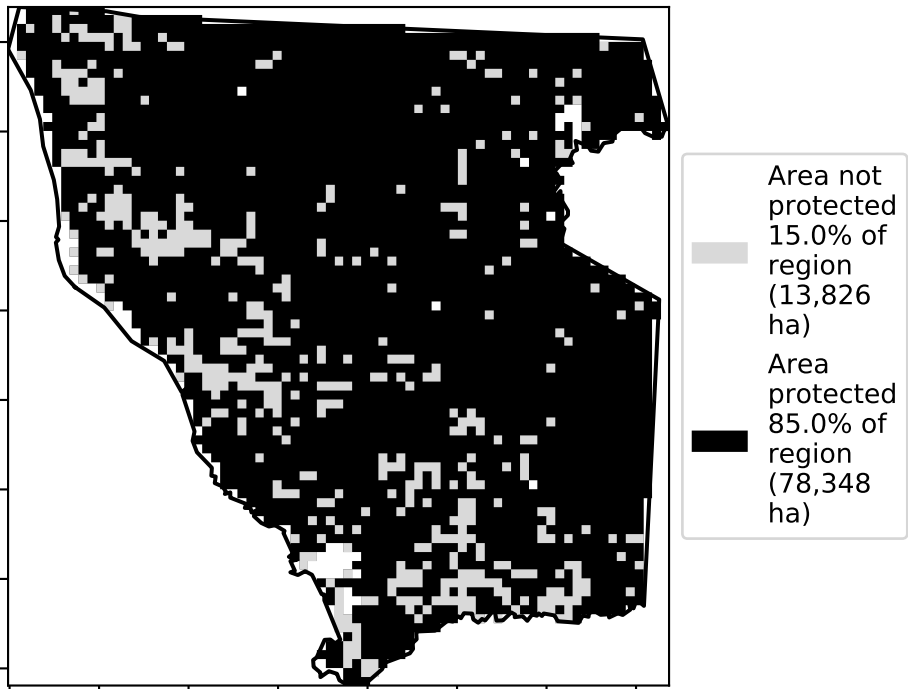 Area not
protected
15.0% of
region
(13,826
ha)
Area
protected
85.0% of
region
(78,348
ha)